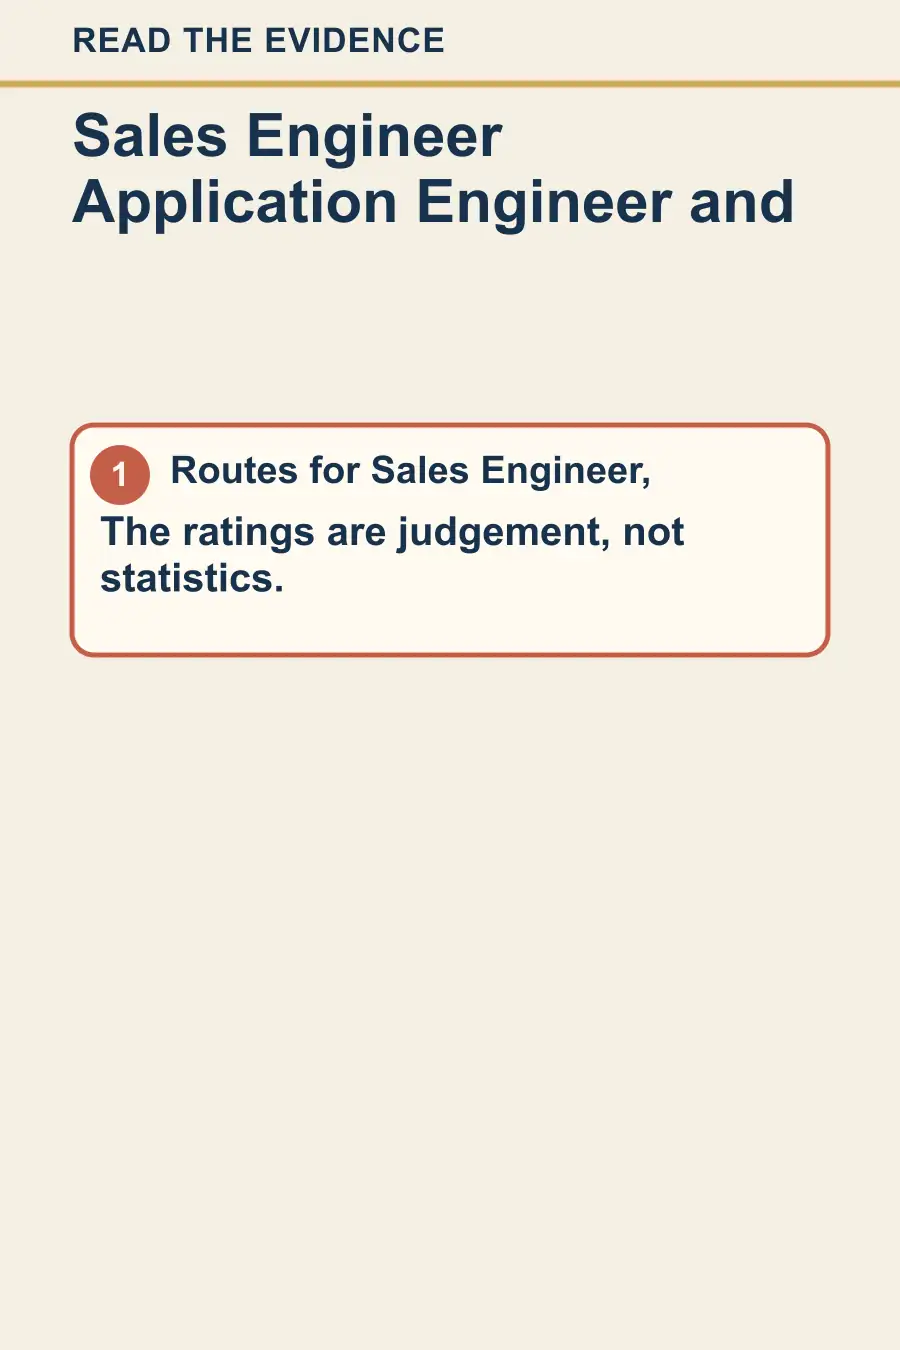 READ THE EVIDENCE
Sales Engineer
Application Engineer and
1 Routes for Sales Engineer,
The ratings are judgement, not
statistics.